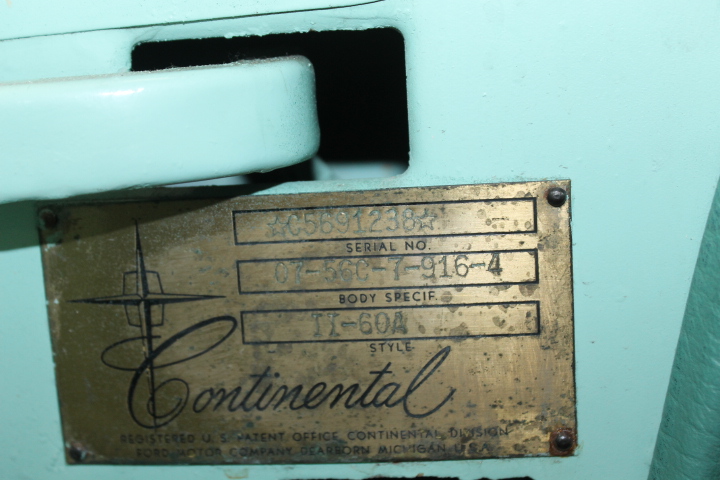 ☆C5691238☆
SERIAL NO.
07-56C-7-916-4
BODY SPECIF.
II-60A
STYLE
Continental
REGISTERED U.S. PATENT OFFICE CONTINENTAL DIVISION
FORD MOTOR COMPANY DEARBORN MICHIGAN U.S.A.